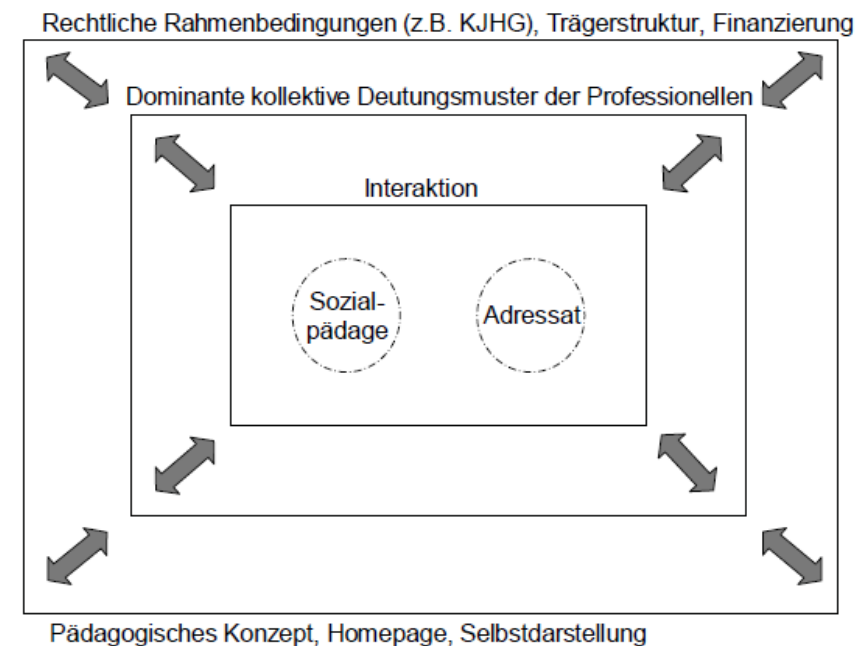 Rechtliche Rahmenbedingungen (z.B. KJHG), Trägerstruktur, Finanzierung
Dominante kollektive Deutungsmuster der Professionellen
Interaktion
Sozial-
pädage
Adressat
Pädagogisches Konzept, Homepage, Selbstdarstellung